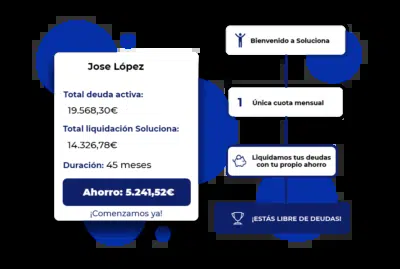 Jose López
Total deuda activa:
19.568,30€
Total liquidación Soluciona:
14.326,78€
Duración: 45 meses
Ahorro: 5.241,52€
¡Comenzamos ya!
Bienvenido a Soluciona
1 Única cuota mensual
Liquidamos tus deudas
con tu propio ahorro
¡ESTÁS LIBRE DE DEUDAS!